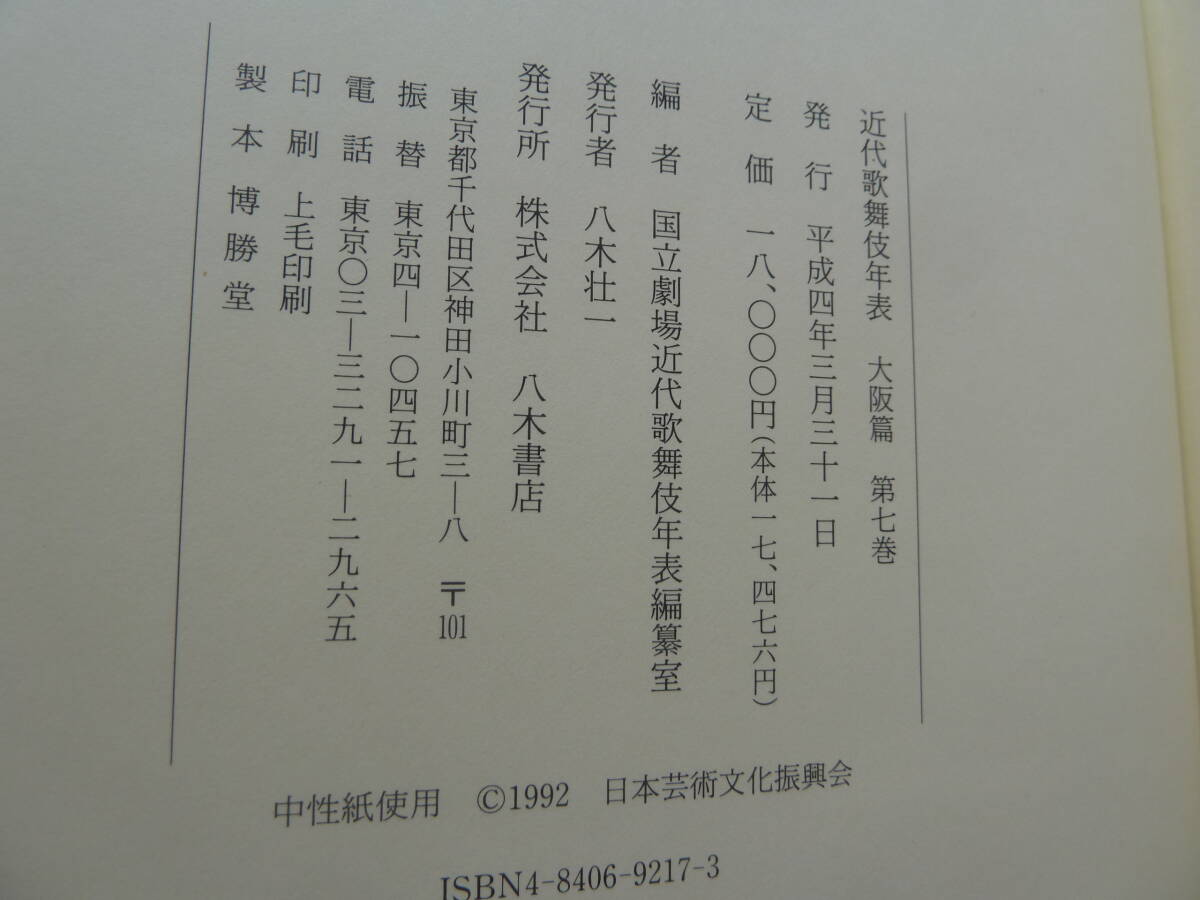 近代歌舞伎年表 大阪篇 第七巻
発行 平成四年三月三十一日
定価 一八、〇〇〇円(本体一七、四七六円)
編者 国立劇場近代歌舞伎年表編纂室
発行者 八木壮一
発行所 株式会社 八木書店
東京都千代田区神田小川町三―八 〒101
振替 東京四―一〇四五七
電話 東京〇三―三二九一―二九六五
印刷 上毛印刷
製本 博勝堂
中性紙使用 ©1992 日本芸術文化振興会
ISBN4-8406-9217-3